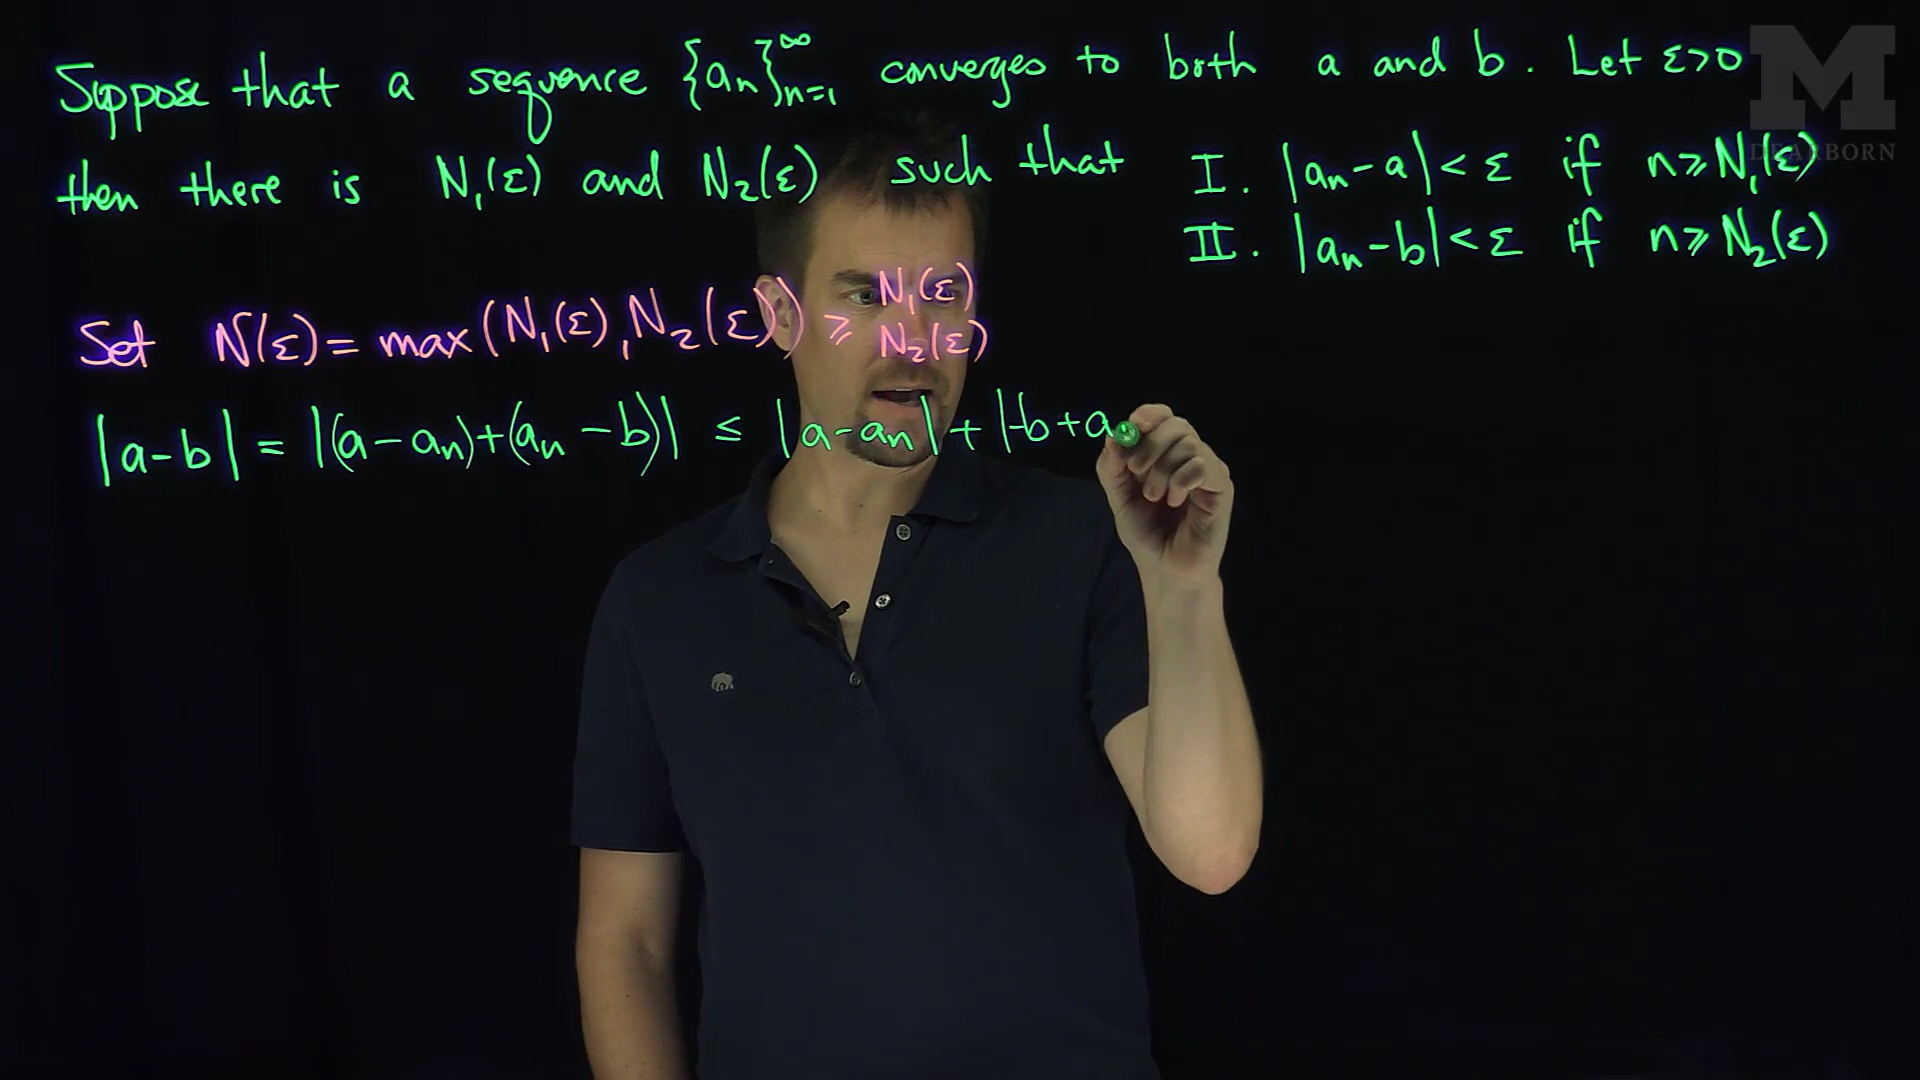 Suppose that a sequence {aₙ}ₙ₌₁^∞ converges to both a and b. Let ε>0
then there is N₁(ε) and N₂(ε) such that I. |aₙ-a|<ε if n≥N₁(ε)
II. |aₙ-b|<ε if n≥N₂(ε)
Set N(ε)=max(N₁(ε),N₂(ε))≥ N₁(ε)
N₂(ε)
|a-b| = |(a-aₙ)+(aₙ-b)| ≤ |a-aₙ|+|-b+a
M
DEARBORN